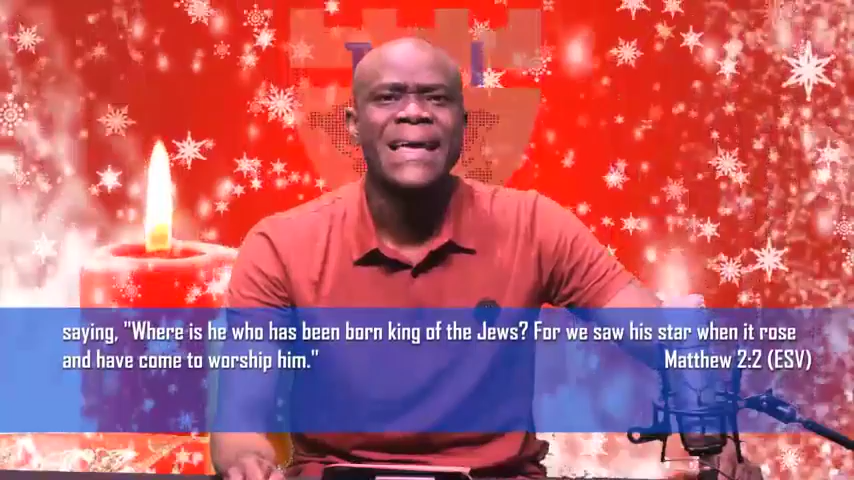 saying, "Where is he who has been born king of the Jews? For we saw his star when it rose
and have come to worship him." Matthew 2:2 (ESV)